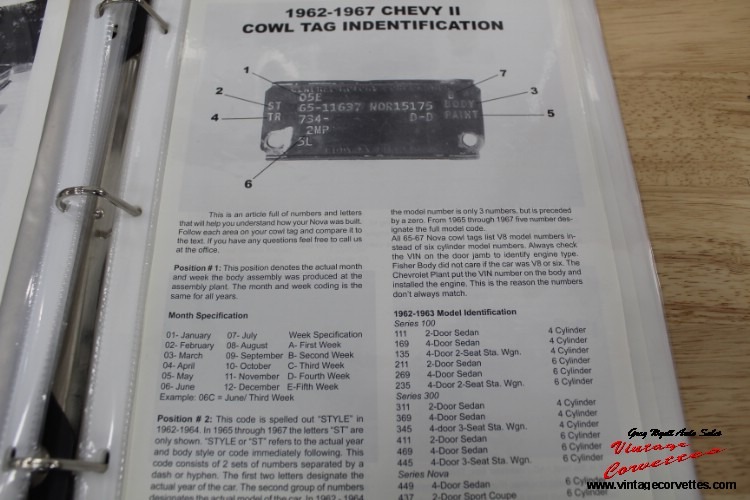 1962-1967 CHEVY II
COWL TAG INDENTIFICATION
1
7
2
3
4
5
6
05E
ST 65-11637 NOR15175 BODY
TR 734- D-D PAINT
2MP
5L
This is an article full of numbers and letters
that will help you understand how your Nova was built.
Follow each area on your cowl tag and compare it to
the text. If you have any questions feel free to call us
at the office.
Position # 1: This position denotes the actual month
and week the body assembly was produced at the
assembly plant. The month and week coding is the
same for all years.
Month Specification
01- January 07- July Week Specification
02- February 08- August A- First Week
03- March 09- September B- Second Week
04- April 10- October C- Third Week
05- May 11- November D- Fourth Week
06- June 12- December E-Fifth Week
Example: 06C = June/ Third Week
Position # 2: This code is spelled out "STYLE" in
1962-1964. In 1965 through 1967 the letters "ST" are
only shown. "STYLE or "ST" refers to the actual year
and body style or code immediately following. This
code consists of 2 sets of numbers separated by a
dash or hyphen. The first two letters designate the
actual year of the car. The second group of numbers
designates the actual model of the car. In 1962 - 1964
the model number is only 3 numbers, but is preceded
by a zero. From 1965 through 1967 five number des-
ignate the full model code.
All 65-67 Nova cowl tags list V8 model numbers in-
stead of six cylinder model numbers. Always check
the VIN on the door jamb to identify engine type.
Fisher Body did not care if the car was V8 or six. The
Chevrolet Plant put the VIN number on the body and
installed the engine. This is the reason the numbers
don't always match.
1962-1963 Model Identification
Series 100
111 2-Door Sedan 4 Cylinder
169 4-Door Sedan 4 Cylinder
135 4-Door 2-Seat Sta. Wgn. 4 Cylinder
211 2-Door Sedan 6 Cylinder
269 4-Door Sedan 6 Cylinder
235 4-Door 2-Seat Sta. Wgn. 6 Cylinder
Series 300
311 2-Door Sedan 4 Cylinder
369 4-Door Sedan 4 Cylinder
345 4-door 3-Seat Sta. Wgn. 4 Cylinder
411 2-Door Sedan 6 Cylinder
469 4-Door Sedan 6 Cylinder
445 4-Door 3-Seat Sta. Wgn. 6
Series Nova
449 4-Door Sedan 6
437 2-Door Sport Coupe 6
Greg Wyatt Auto Sales
Vintage
Corvettes
www.vintagecorvettes.com